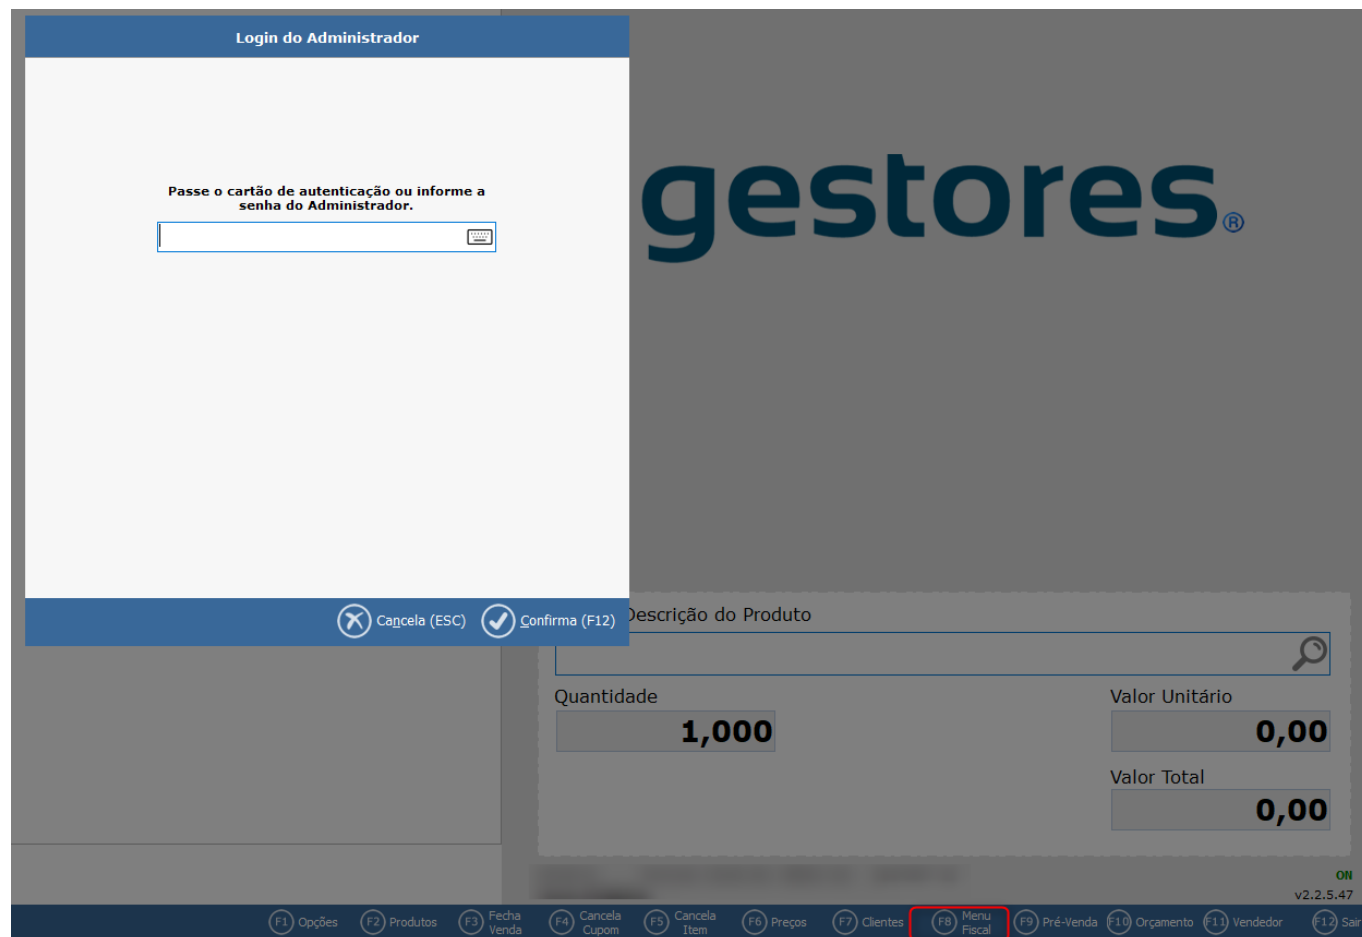 Login do Administrador
Passe o cartão de autenticação ou informe a
senha do Administrador.
Cancela (ESC)
Confirma (F12)
gestores®
Descrição do Produto
Quantidade
1,000
Valor Unitário
0,00
Valor Total
0,00
ON
v2.2.5.47
F1 Opções
F2 Produtos
F3 Fecha
Venda
F4 Cancela
Cupom
F5 Cancela
Item
F6 Preços
F7 Clientes
F8 Menu
Fiscal
F9 Pré-Venda
F10 Orçamento
F11 Vendedor
F12 Sair